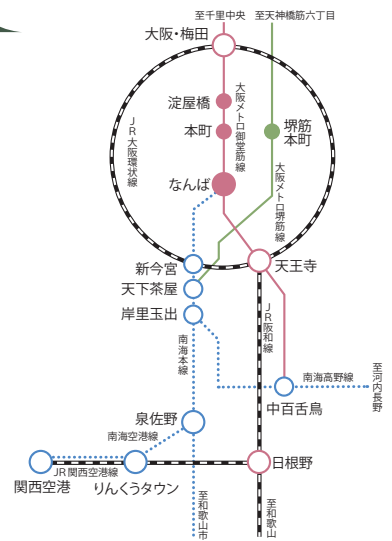 至千里中央
至天神橋筋六丁目
大阪・梅田
淀屋橋
本町
なんば
大阪メトロ御堂筋線
堺筋
本町
大阪メトロ堺筋線
JR大阪環状線
新今宮
天王寺
天下茶屋
岸里玉出
南海本線
JR阪和線
南海高野線
至河内長野
中百舌鳥
泉佐野
南海空港線
JR関西空港線
関西空港
りんくうタウン
日根野
至和歌山市
至和歌山